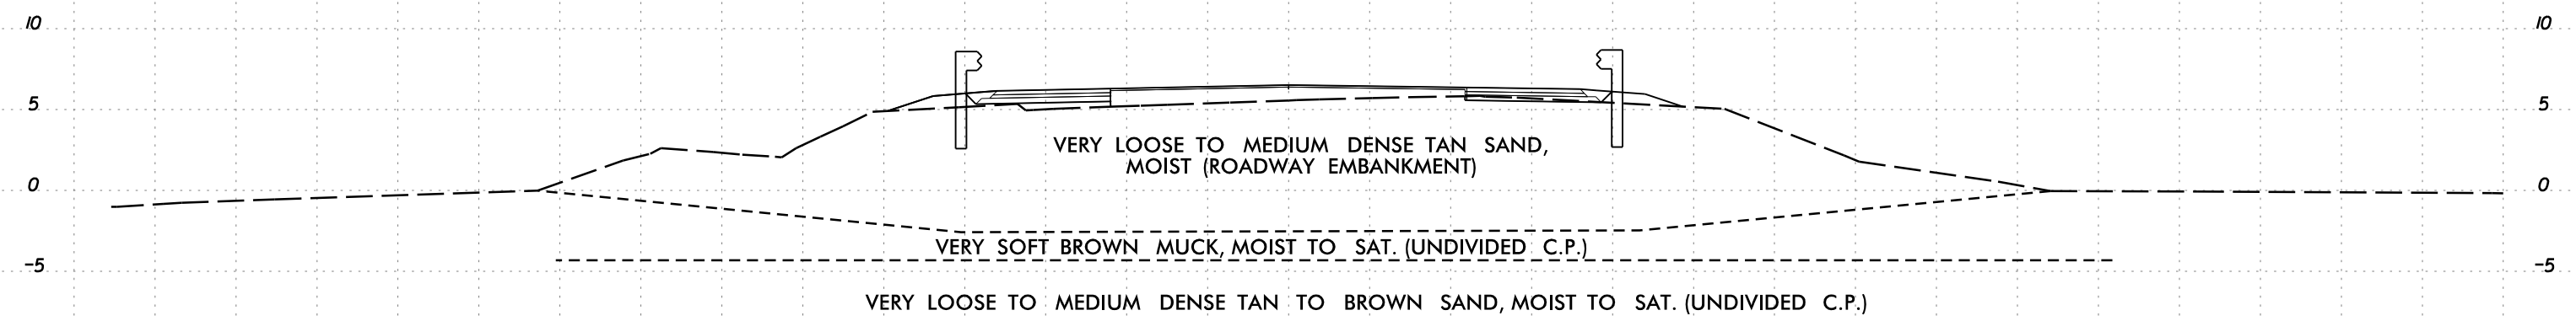 10 10
5 5
VERY LOOSE TO MEDIUM DENSE TAN SAND,
MOIST (ROADWAY EMBANKMENT)
0 0
VERY SOFT BROWN MUCK, MOIST TO SAT. (UNDIVIDED C.P.)
-5 -5
VERY LOOSE TO MEDIUM DENSE TAN TO BROWN SAND, MOIST TO SAT. (UNDIVIDED C.P.)